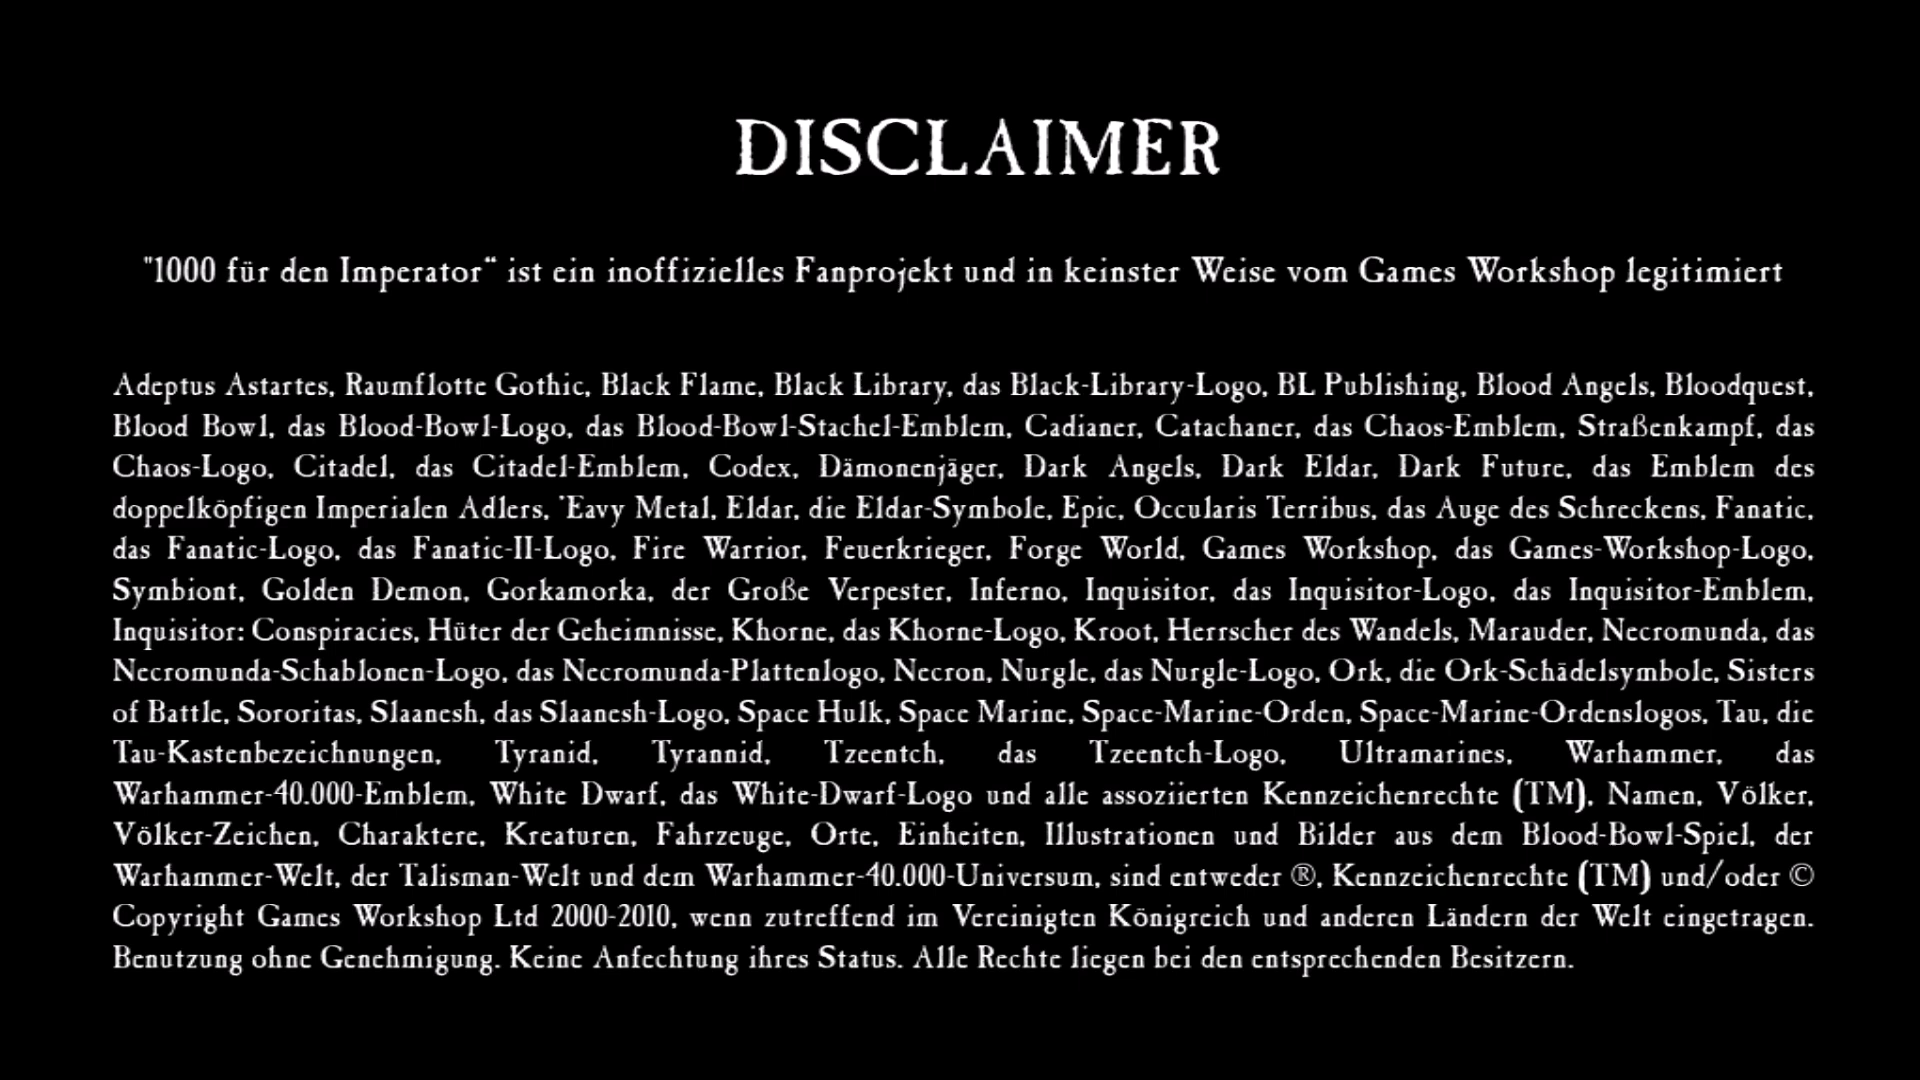 DISCLAIMER
"1000 für den Imperator“ ist ein inoffizielles Fanprojekt und in keinster Weise vom Games Workshop legitimiert
Adeptus Astartes, Raumflotte Gothic, Black Flame, Black Library, das Black-Library-Logo, BL Publishing, Blood Angels, Bloodquest,
Blood Bowl, das Blood-Bowl-Logo, das Blood-Bowl-Stachel-Emblem, Cadianer, Catachaner, das Chaos-Emblem, Straßenkampf, das
Chaos-Logo, Citadel, das Citadel-Emblem, Codex, Dämonenjäger, Dark Angels, Dark Eldar, Dark Future, das Emblem des
doppelköpfigen Imperialen Adlers, 'Eavy Metal, Eldar, die Eldar-Symbole, Epic, Occularis Terribus, das Auge des Schreckens, Fanatic,
das Fanatic-Logo, das Fanatic-II-Logo, Fire Warrior, Feuerkrieger, Forge World, Games Workshop, das Games-Workshop-Logo,
Symbiont, Golden Demon, Gorkamorka, der Große Verpester, Inferno, Inquisitor, das Inquisitor-Logo, das Inquisitor-Emblem,
Inquisitor: Conspiracies, Hüter der Geheimnisse, Khorne, das Khorne-Logo, Kroot, Herrscher des Wandels, Marauder, Necromunda, das
Necromunda-Schablonen-Logo, das Necromunda-Plattenlogo, Necron, Nurgle, das Nurgle-Logo, Ork, die Ork-Schädelsymbole, Sisters
of Battle, Sororitas, Slaanesh, das Slaanesh-Logo, Space Hulk, Space Marine, Space-Marine-Orden, Space-Marine-Ordenslogos, Tau, die
Tau-Kastenbezeichnungen, Tyranid, Tyrannid, Tzeentch, das Tzeentch-Logo, Ultramarines, Warhammer, das
Warhammer-40.000-Emblem, White Dwarf, das White-Dwarf-Logo und alle assoziierten Kennzeichenrechte (TM), Namen, Völker,
Völker-Zeichen, Charaktere, Kreaturen, Fahrzeuge, Orte, Einheiten, Illustrationen und Bilder aus dem Blood-Bowl-Spiel, der
Warhammer-Welt, der Talisman-Welt und dem Warhammer-40.000-Universum, sind entweder ®, Kennzeichenrechte (TM) und/oder ©
Copyright Games Workshop Ltd 2000-2010, wenn zutreffend im Vereinigten Königreich und anderen Ländern der Welt eingetragen.
Benutzung ohne Genehmigung. Keine Anfechtung ihres Status. Alle Rechte liegen bei den entsprechenden Besitzern.